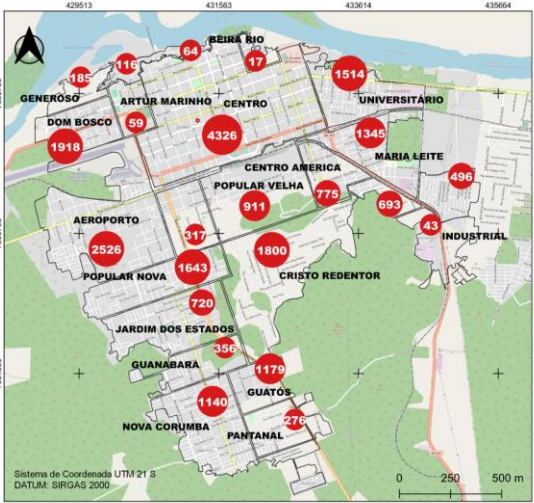 429513 431563 433614 435664
BEIRA RIO
64
116
17
185
1514
GENEROSO
ARTUR MARINHO CENTRO
UNIVERSITÁRIO
DOM BOSCO
59
4326
1345
1918
MARIA LEITE
CENTRO AMERICA
496
POPULAR VELHA
775
911
693
AEROPORTO
43
317
INDUSTRIAL
2526
1800
1643
POPULAR NOVA
CRISTO REDENTOR
720
JARDIM DOS ESTADOS
356
GUANABARA
1179
GUATÓS
1140
276
NOVA CORUMBA
PANTANAL
Sistema de Coordenada UTM 21 S
DATUM: SIRGAS 2000
0 250 500 m